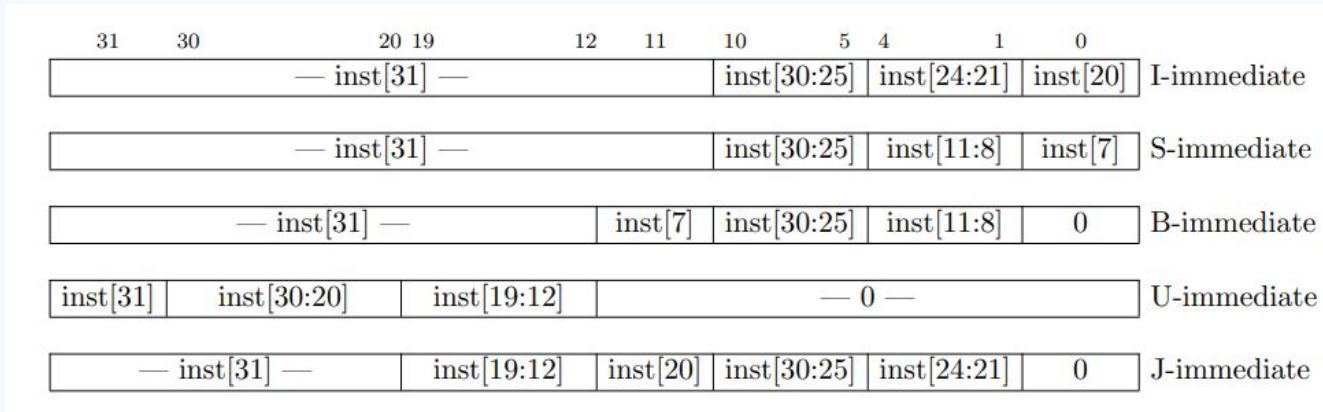 31 30 20 19 12 11 10 5 4 1 0
— inst[31] — inst[30:25] inst[24:21] inst[20] I-immediate
— inst[31] — inst[30:25] inst[11:8] inst[7] S-immediate
— inst[31] — inst[7] inst[30:25] inst[11:8] 0 B-immediate
inst[31] inst[30:20] inst[19:12] — 0 — U-immediate
— inst[31] — inst[19:12] inst[20] inst[30:25] inst[24:21] 0 J-immediate